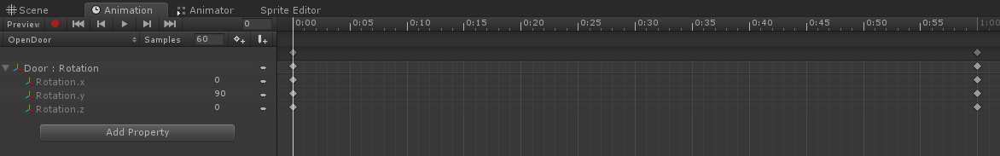 Scene Animation Animator Sprite Editor
Preview 0 0:00 0:05 0:10 0:15 0:20 0:25 0:30 0:35 0:40 0:45 0:50 0:55 1:00
OpenDoor Samples 60
Door : Rotation
Rotation.x 0
Rotation.y 90
Rotation.z 0
Add Property